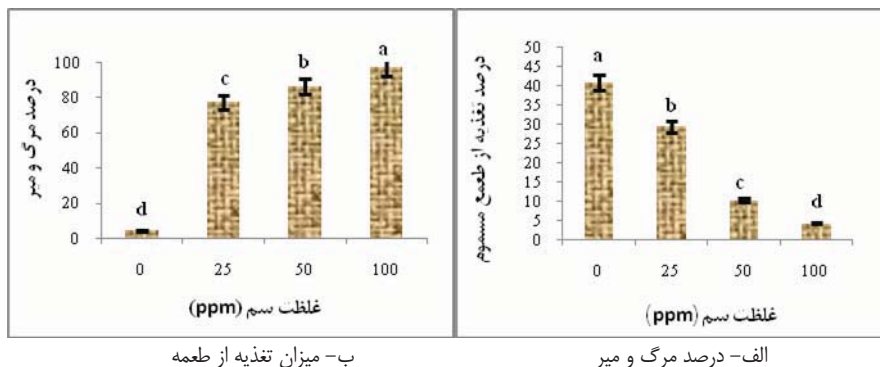 درصد تغذیه از طعمع مسموم
50
45
40
35
30
25
20
15
10
5
0
a
b
c
d
0 25 50 100
غلظت سم (ppm)
الف- درصد مرگ و میر
درصد مرگ و میر
100
80
60
40
20
0
d
c
b
a
0 25 50 100
غلظت سم (ppm)
ب- میزان تغذیه از طعمه